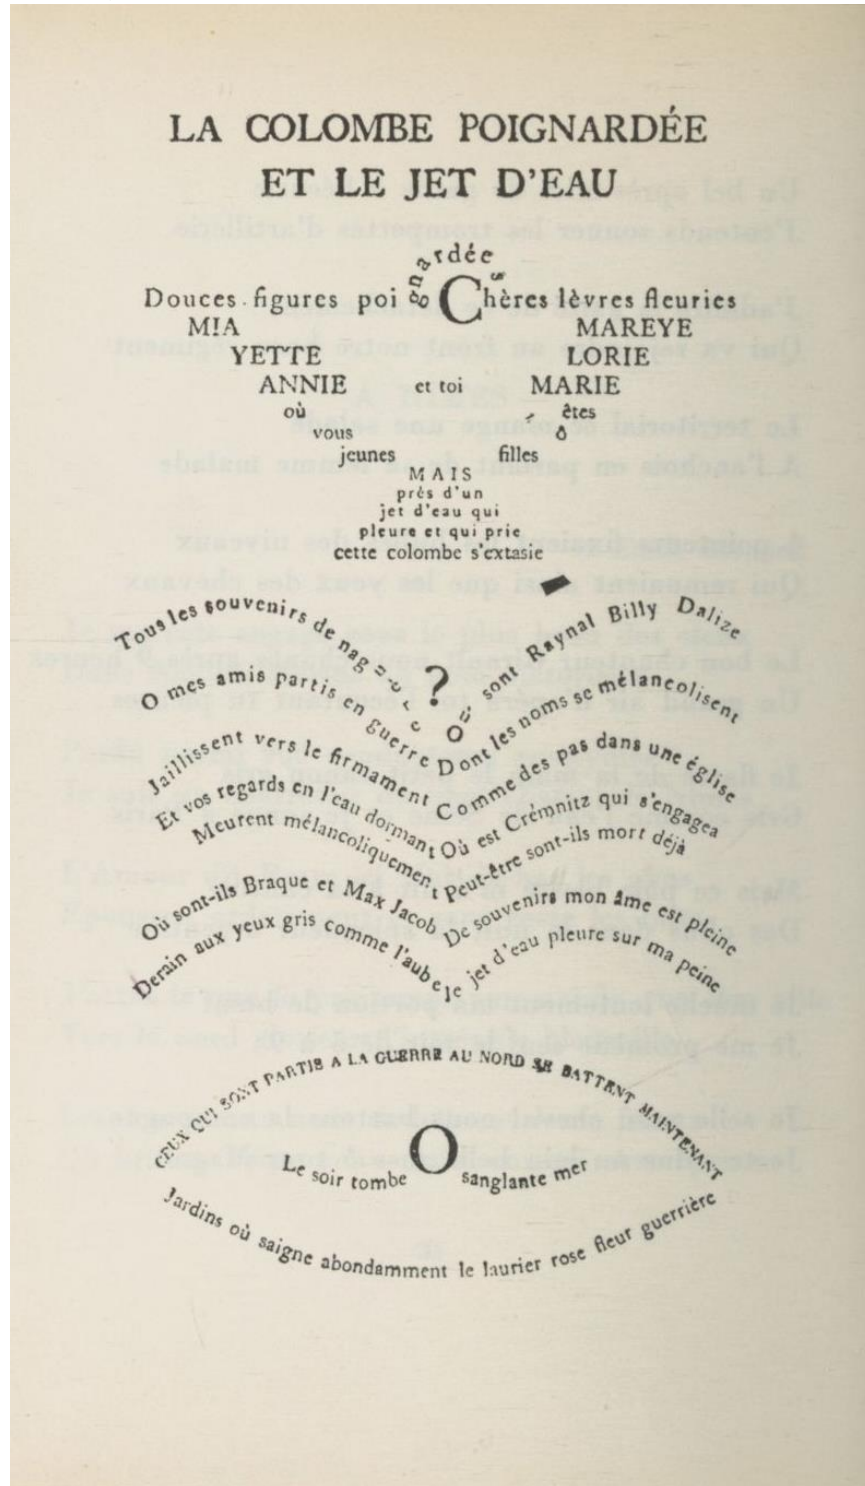 LA COLOMBE POIGNARDÉE
ET LE JET D'EAU
Douces figures poignardées Chères lèvres fleuries
MIA MAREYE
YETTE LORIE
ANNIE et toi MARIE
où êtes
vous ô
jeunes filles
MAIS
près d'un
jet d'eau qui
pleure et qui prie
cette colombe s'extasie
?
Tous les souvenirs de naguère
O mes amis partis en guerre
Jaillissent vers le firmament
Et vos regards en l'eau dormant
Meurent mélancoliquement
Où sont-ils Braque et Max Jacob
Derain aux yeux gris comme l'aube
Où sont Raynal Billy Dalize
Dont les noms se mélancolisent
Comme des pas dans une église
Où est Crémnitz qui s'engagea
Peut-être sont-ils mort déjà
De souvenirs mon âme est pleine
Le jet d'eau pleure sur ma peine
CEUX QUI SONT PARTIS A LA GUERRE AU NORD SE BATTENT MAINTENANT
Le soir tombe O sanglante mer
Jardins où saigne abondamment le laurier rose fleur guerrière